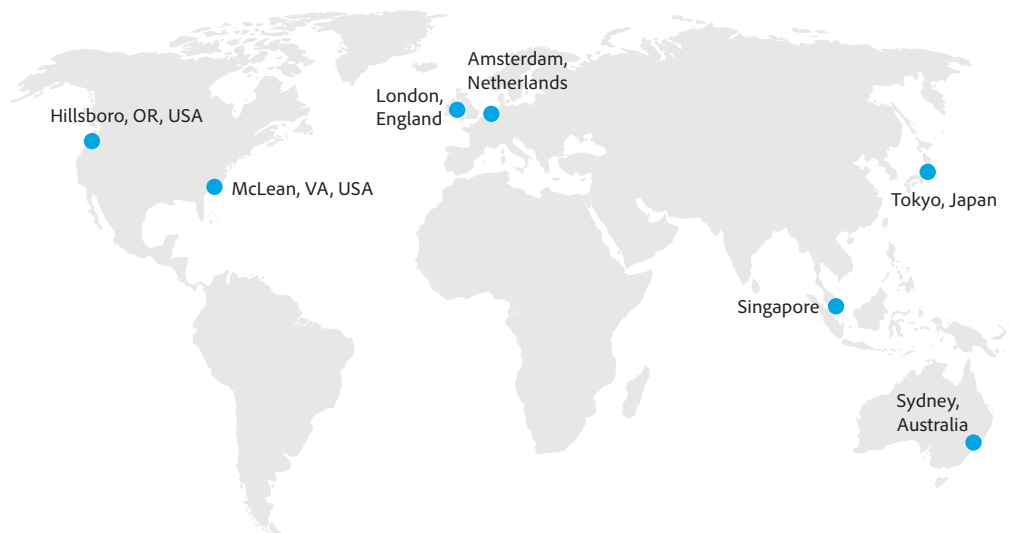 Amsterdam,
Netherlands
London,
England
Hillsboro, OR, USA
McLean, VA, USA
Tokyo, Japan
Singapore
Sydney,
Australia